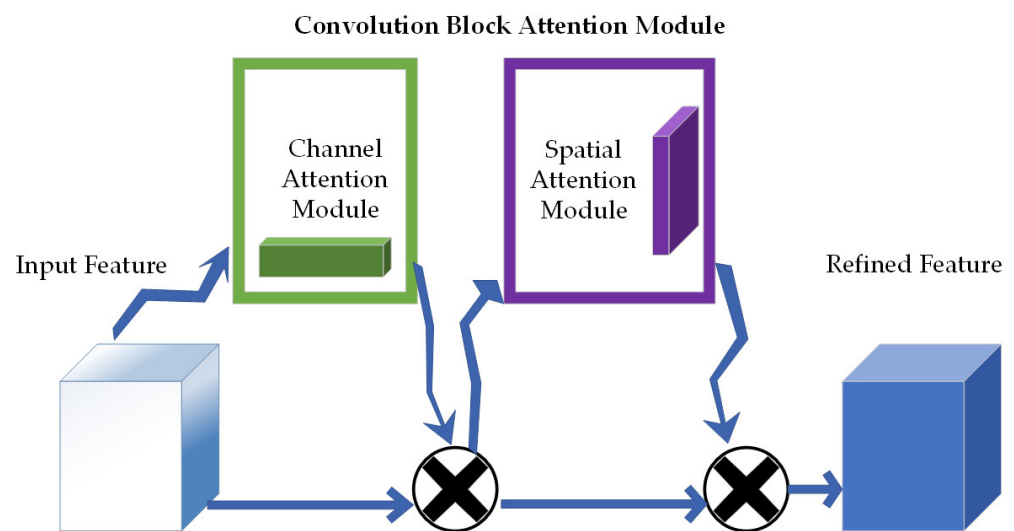 Convolution Block Attention Module
Channel
Attention
Module
Spatial
Attention
Module
Input Feature
Refined Feature